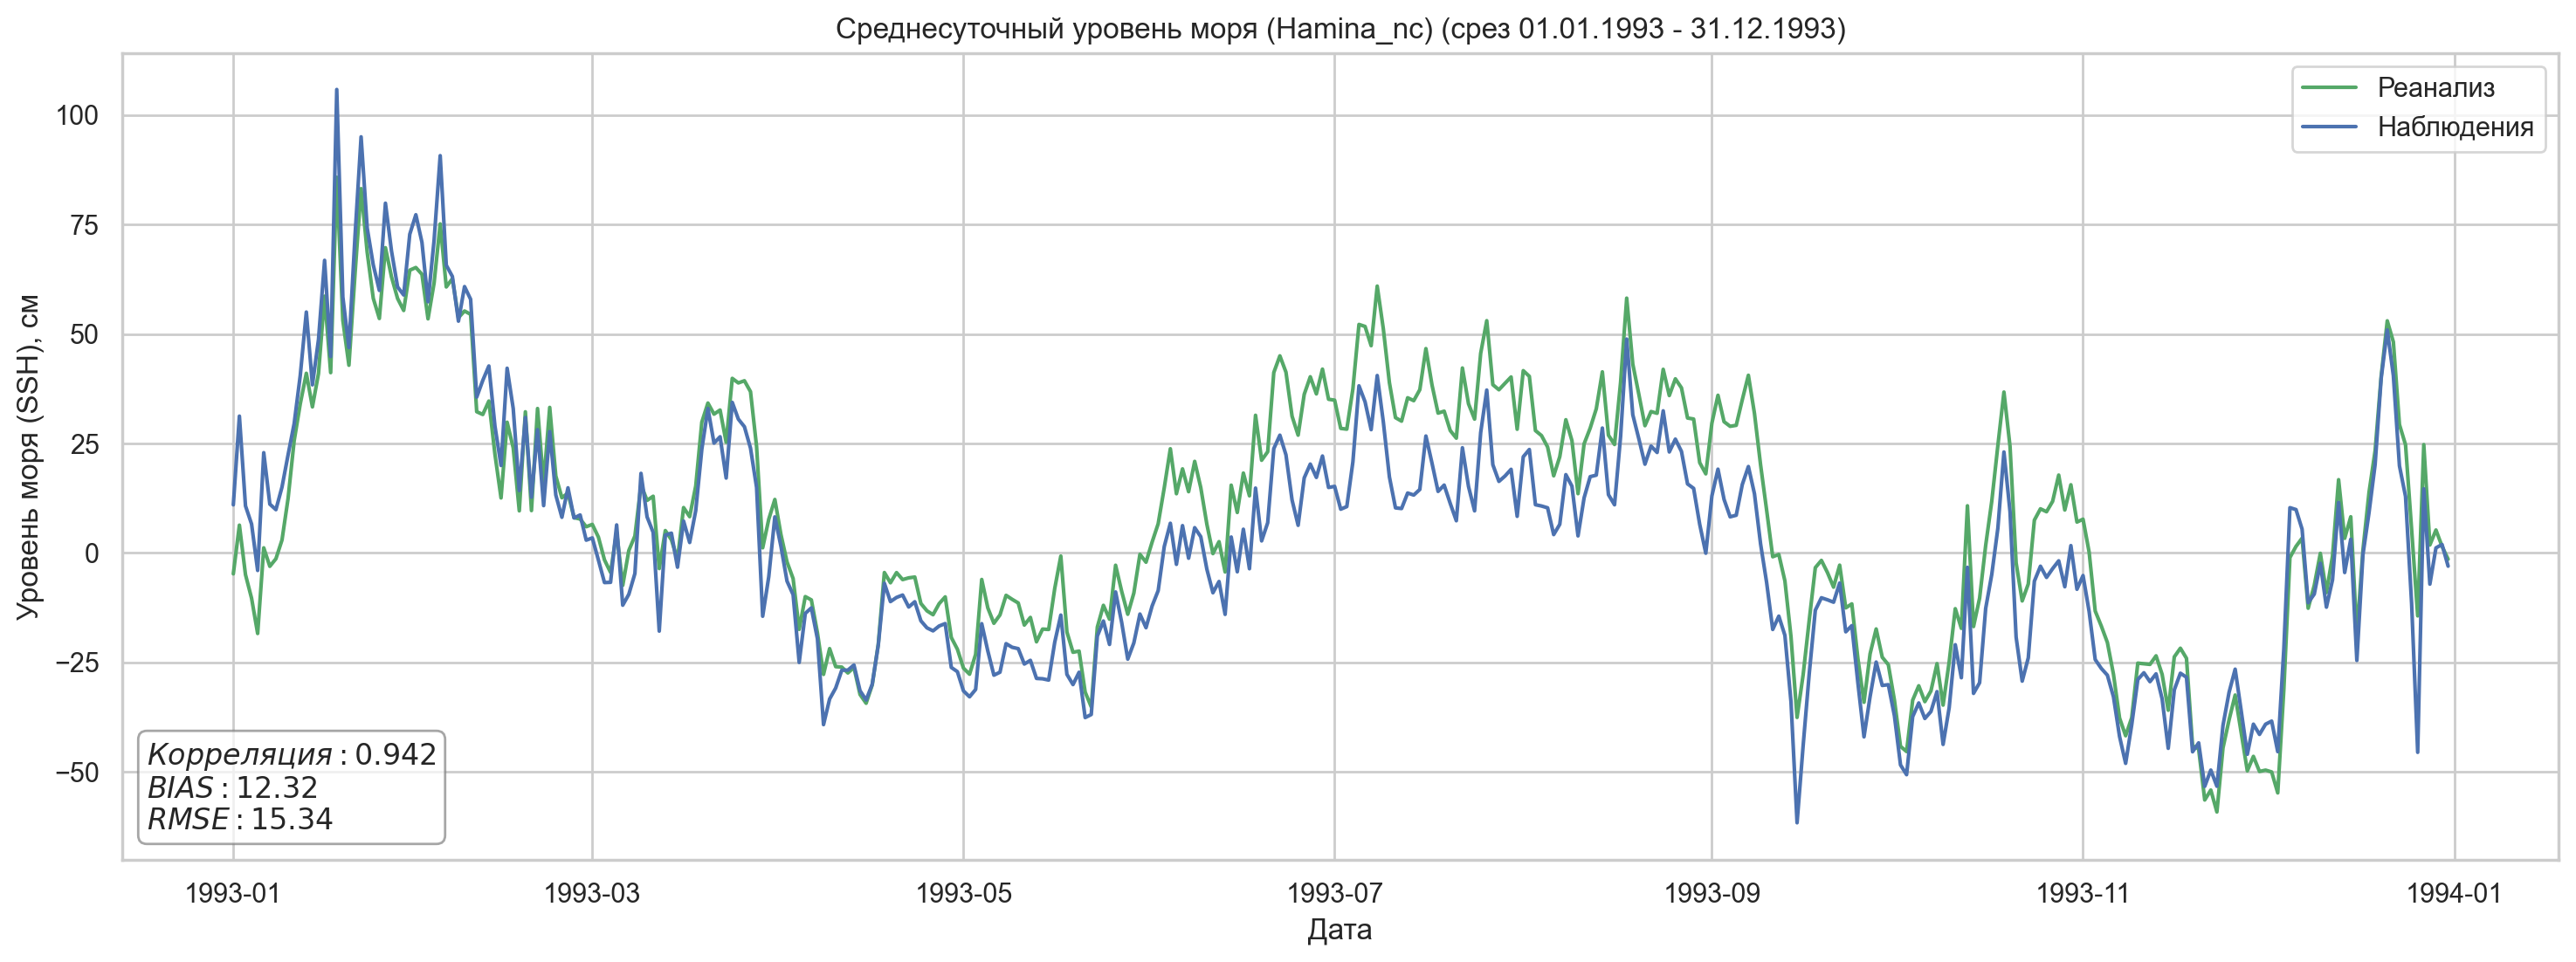 Среднесуточный уровень моря (Hamina_nc) (срез 01.01.1993 - 31.12.1993)
Реанализ
Наблюдения
Уровень моря (SSH), см
100
75
50
25
0
−25
−50
Корреляция : 0.942
BIAS : 12.32
RMSE : 15.34
1993-01
1993-03
1993-05
1993-07
1993-09
1993-11
1994-01
Дата